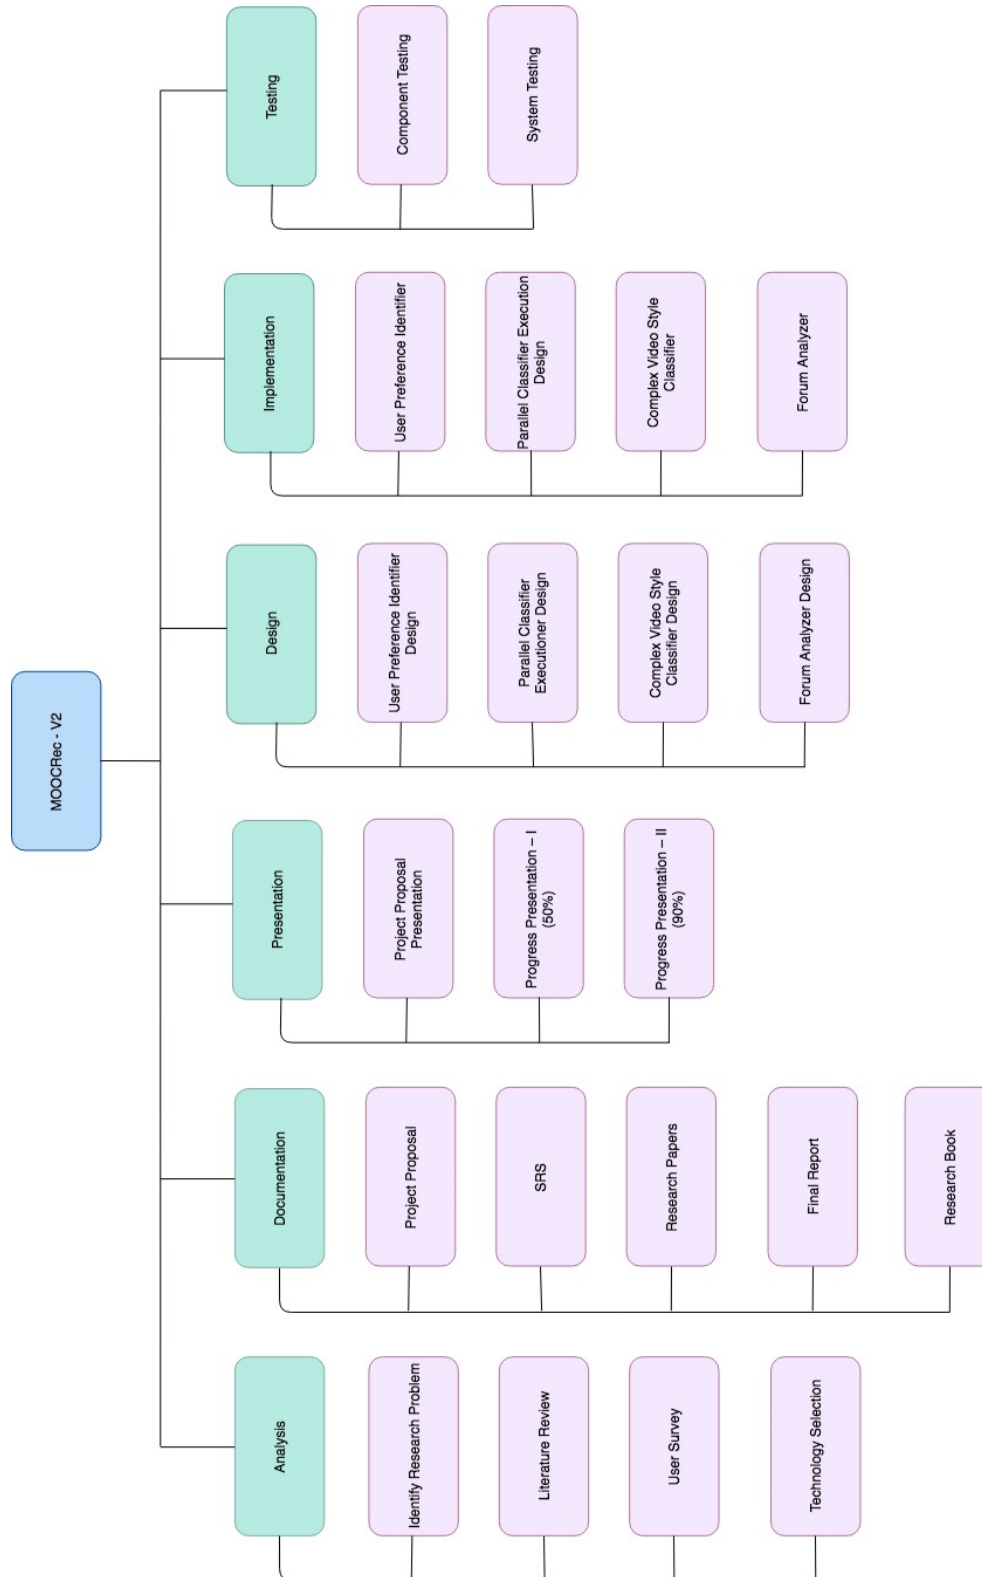 MOOCRec - V2
Analysis
Identify Research Problem
Literature Review
User Survey
Technology Selection
Documentation
Project Proposal
SRS
Research Papers
Final Report
Research Book
Presentation
Project Proposal
Presentation
Progress Presentation – I
(50%)
Progress Presentation – II
(90%)
Design
User Preference Identifier
Design
Parallel Classifier
Executioner Design
Complex Video Style
Classifier Design
Forum Analyzer Design
Implementation
User Preference Identifier
Parallel Classifier Execution
Design
Complex Video Style
Classifier
Forum Analyzer
Testing
Component Testing
System Testing